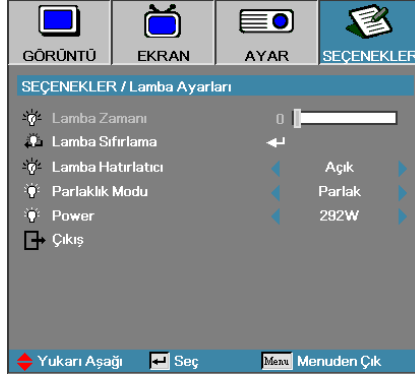 GÖRÜNTÜ EKRAN AYAR SEÇENEKLER
SEÇENEKLER / Lamba Ayarları
Lamba Zamanı 0
Lamba Sıfırlama
Lamba Hatırlatıcı Açık
Parlaklık Modu Parlak
Power 292W
Çıkış
Yukarı Aşağı Seç Menu Menuden Çık